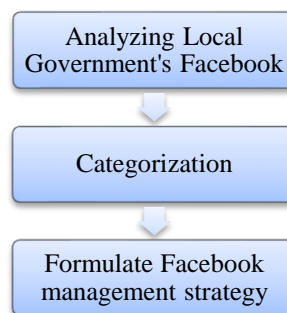 Analyzing Local
Government's Facebook
Categorization
Formulate Facebook
management strategy